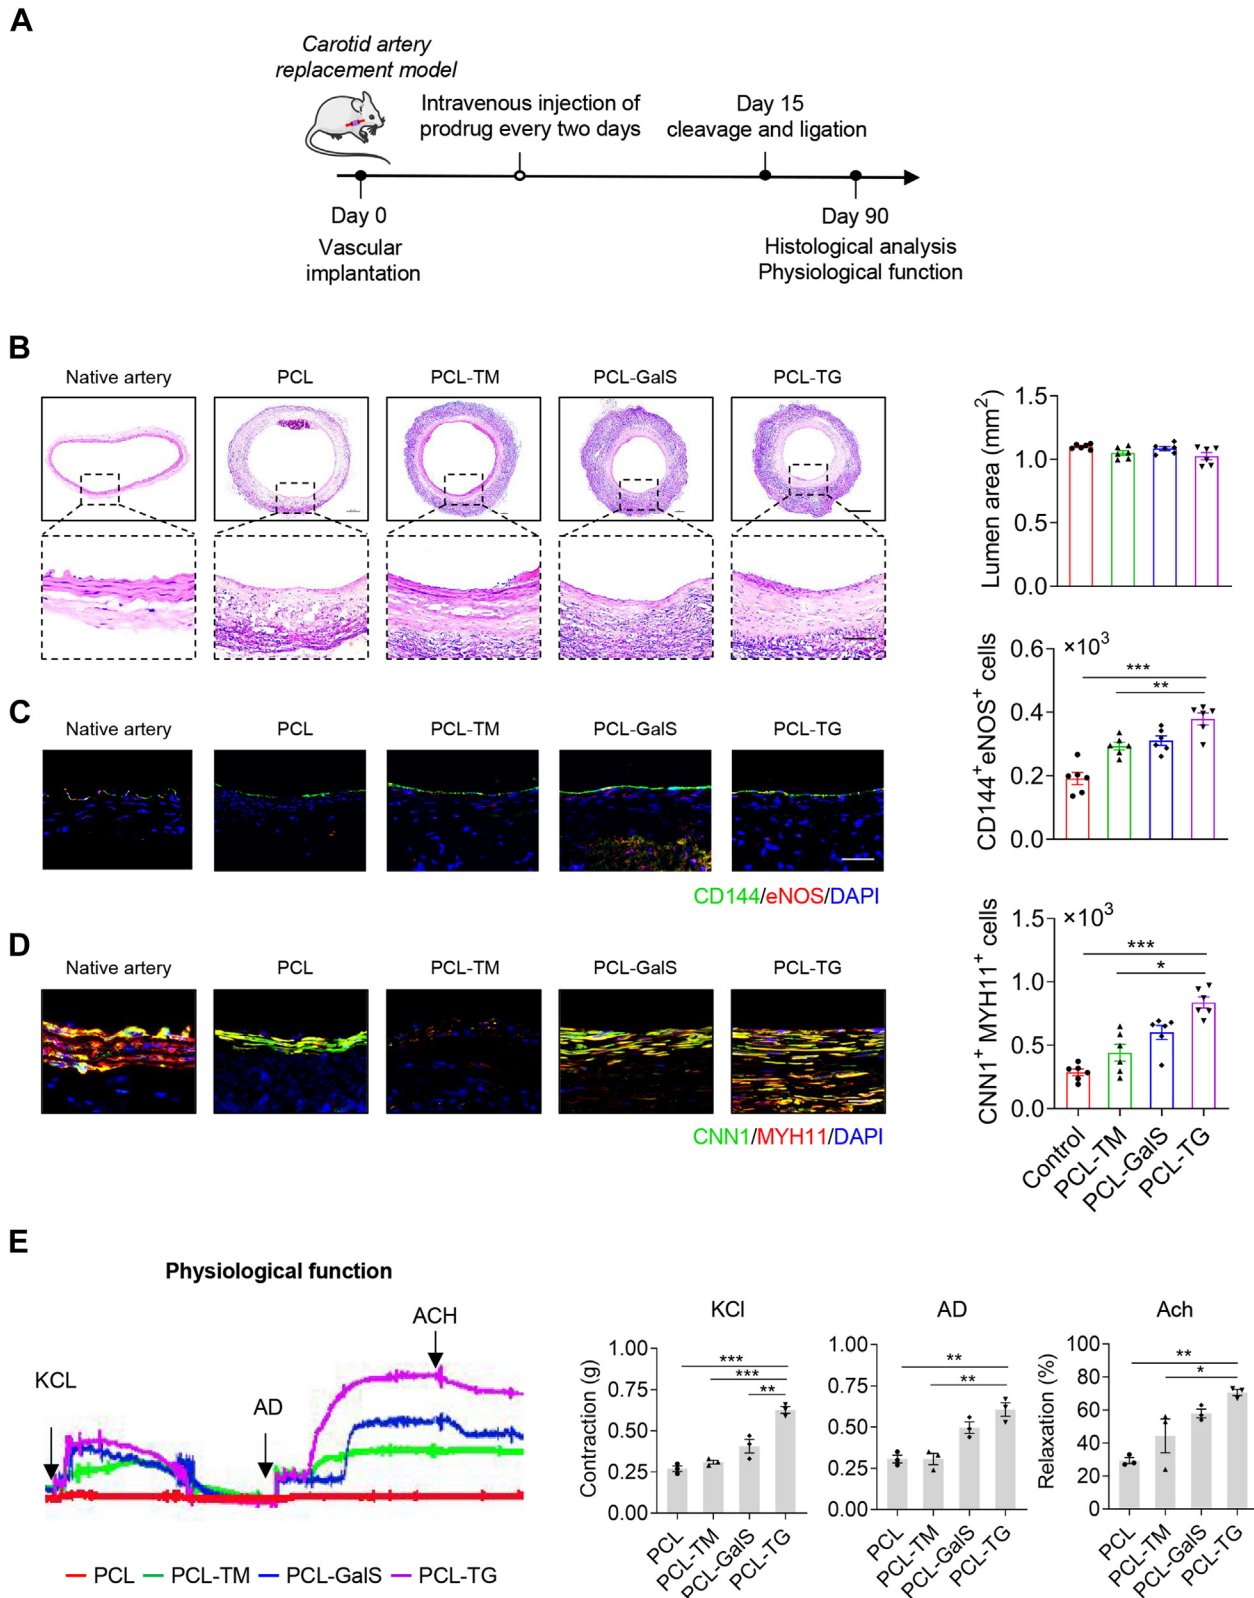 A
Carotid artery
replacement model
Intravenous injection of
prodrug every two days
Day 15
cleavage and ligation
Day 0
Vascular
implantation
Day 90
Histological analysis
Physiological function
B
Native artery PCL PCL-TM PCL-GalS PCL-TG
Lumen area (mm²)
1.5
1.0
1.0
0.0
C
Native artery PCL PCL-TM PCL-GalS PCL-TG
CD144/eNOS/DAPI
CD144⁺eNOS⁺ cells
×10³
0.6
0.4
0.2
0.0
***
**
D
Native artery PCL PCL-TM PCL-GalS PCL-TG
CNN1/MYH11/DAPI
CNN1⁺MYH11⁺ cells
×10³
1.5
1.0
0.5
0.0
***
*
Control PCL-TM PCL-GalS PCL-TG
E
Physiological function
KCL
AD
ACH
PCL PCL-TM PCL-GalS PCL-TG
KCl
Contraction (g)
1.00
0.75
0.50
0.25
0.00
***
***
**
PCL PCL-TM PCL-GalS PCL-TG
AD
1.00
0.75
0.50
0.25
0.00
**
**
PCL PCL-TM PCL-GalS PCL-TG
Ach
Relaxation (%)
100
80
60
40
20
0
**
*
PCL PCL-TM PCL-GalS PCL-TG